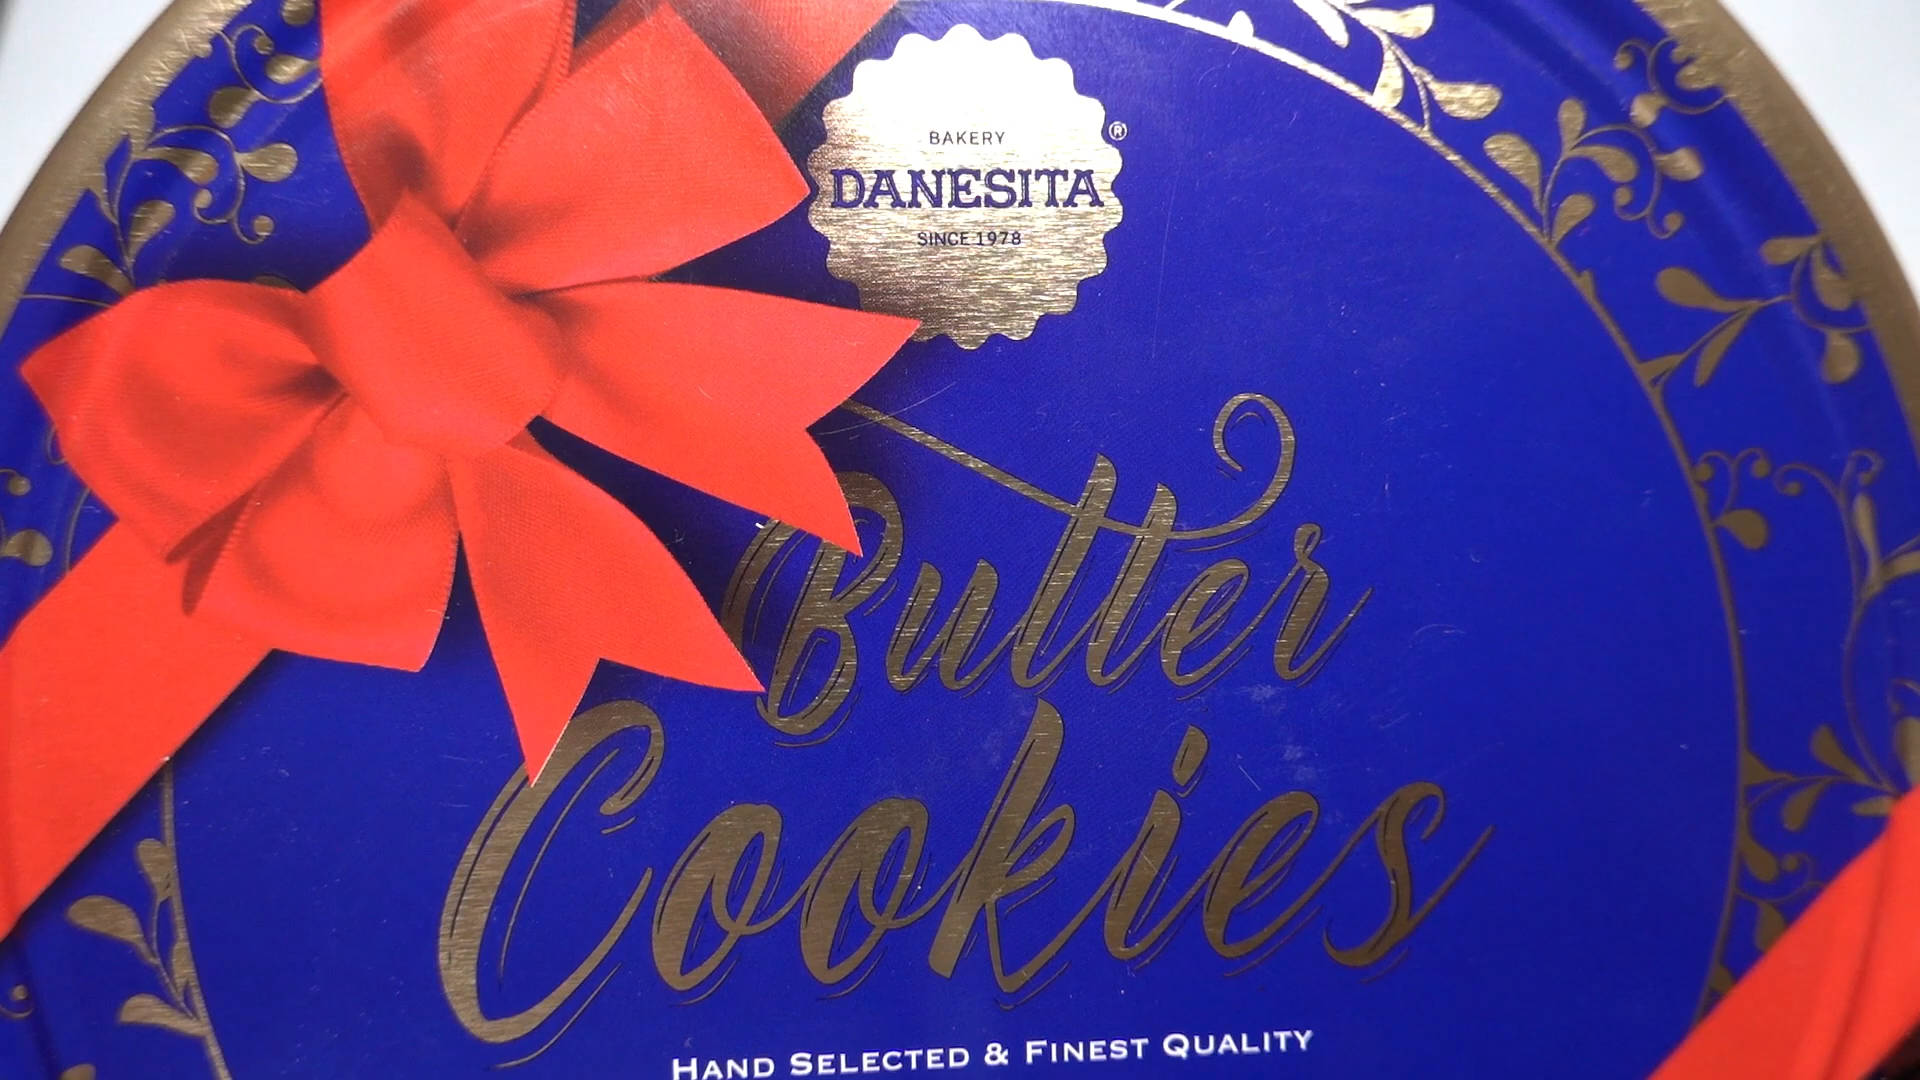 BAKERY
®
DANESITA
SINCE 1978
Butter
Cookies
HAND SELECTED & FINEST QUALITY